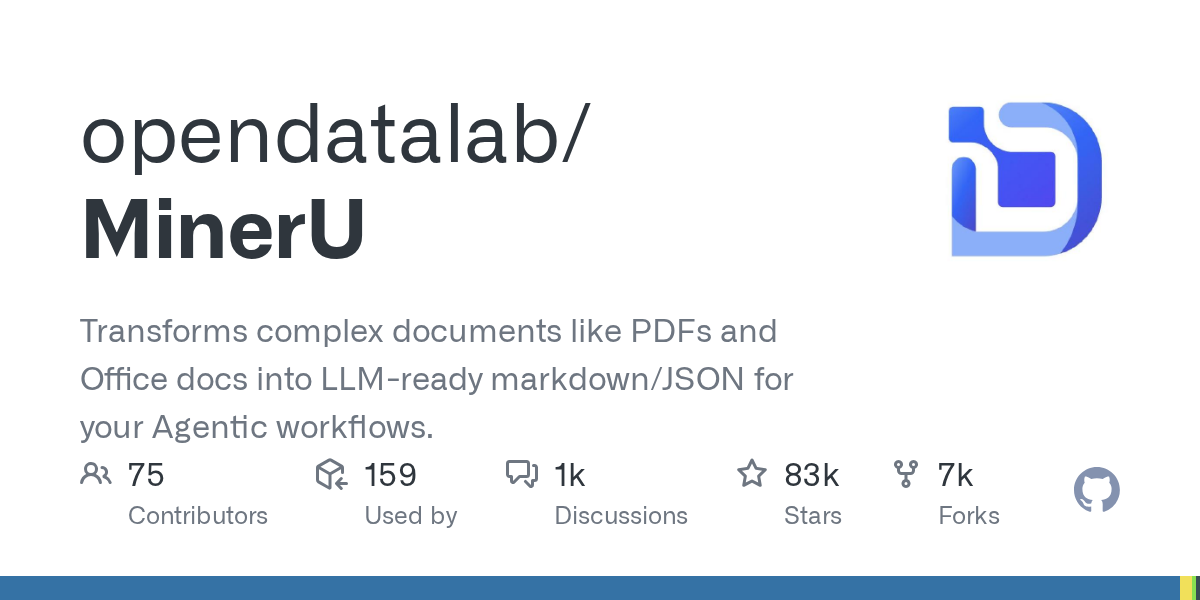 opendatalab/
MinerU
Transforms complex documents like PDFs and
Office docs into LLM-ready markdown/JSON for
your Agentic workflows.
75
Contributors
159
Used by
1k
Discussions
83k
Stars
7k
Forks